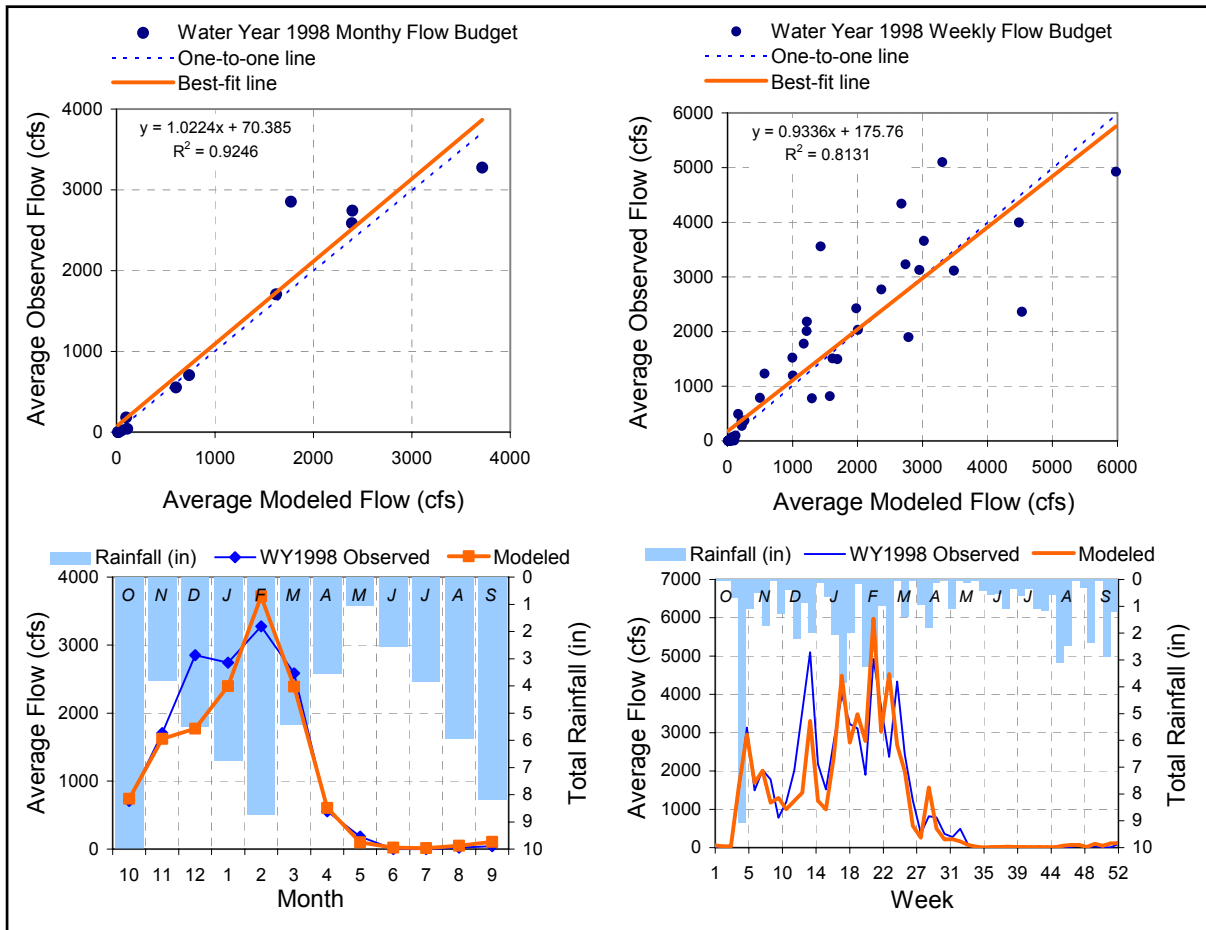 Water Year 1998 Monthy Flow Budget
One-to-one line
Best-fit line
y = 1.0224x + 70.385
R² = 0.9246
Average Observed Flow (cfs)
4000
3000
2000
1000
0
0 1000 2000 3000 4000
Average Modeled Flow (cfs)
Water Year 1998 Weekly Flow Budget
One-to-one line
Best-fit line
y = 0.9336x + 175.76
R² = 0.8131
Average Observed Flow (cfs)
6000
5000
4000
3000
2000
1000
0
0 1000 2000 3000 4000 5000 6000
Average Modeled Flow (cfs)
Rainfall (in) WY1998 Observed Modeled
Average Flow (cfs)
4000
3000
2000
1000
0
O N D J F M A M J J A S
0
1
2
3
4
5
6
7
8
9
10
Total Rainfall (in)
10 11 12 1 2 3 4 5 6 7 8 9
Month
Rainfall (in) WY1998 Observed Modeled
Average Flow (cfs)
7000
6000
5000
4000
3000
2000
1000
0
O N D J F M A M J J A S
0
1
2
3
4
5
6
7
8
9
10
Total Rainfall (in)
1 5 9 14 18 22 27 31 35 39 44 48 52
Week